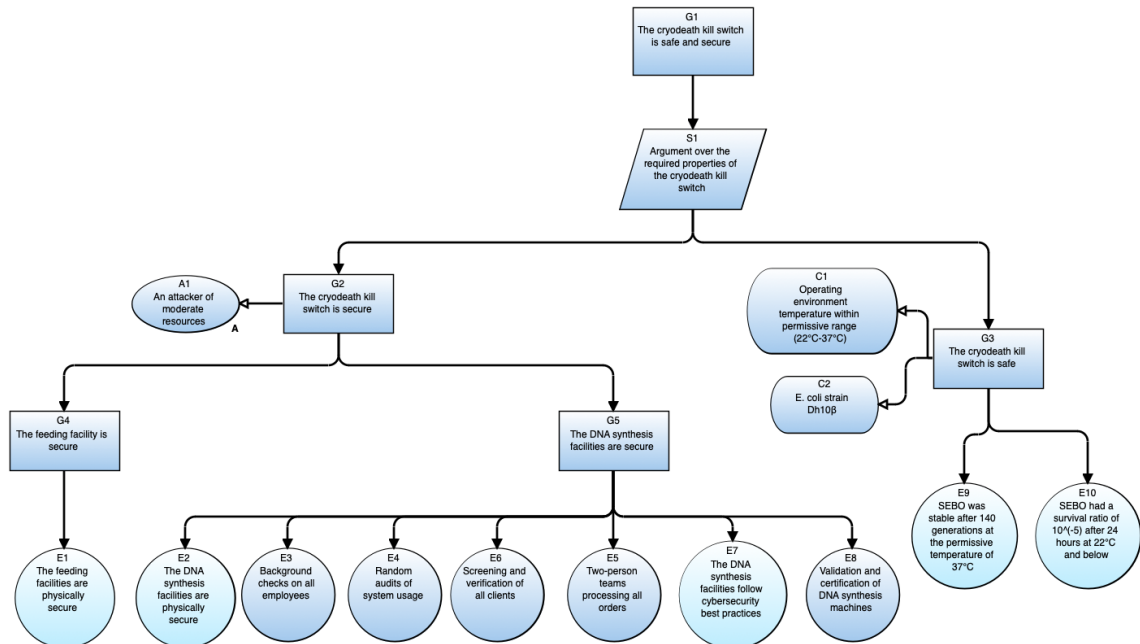 G1
The cryodeath kill switch
is safe and secure
S1
Argument over the
required properties of
the cryodeath kill
switch
A1
An attacker of
moderate
resources
A
G2
The cryodeath kill
switch is secure
C1
Operating
environment
temperature within
permissive range
(22°C-37°C)
G3
The cryodeath kill
switch is safe
C2
E. coli strain
Dh10β
G4
The feeding facility is
secure
G5
The DNA synthesis
facilities are secure
E9
SEBO was
stable after 140
generations at
the permissive
temperature of
37°C
E10
SEBO had a
survival ratio of
10^(-5) after 24
hours at 22°C
and below
E1
The feeding
facilities are
physically
secure
E2
The DNA
synthesis
facilities are
physically
secure
E3
Background
checks on all
employees
E4
Random
audits of
system usage
E6
Screening and
verification of
all clients
E5
Two-person
teams
processing all
orders
E7
The DNA
synthesis
facilities follow
cybersecurity
best practices
E8
Validation and
certification of
DNA synthesis
machines